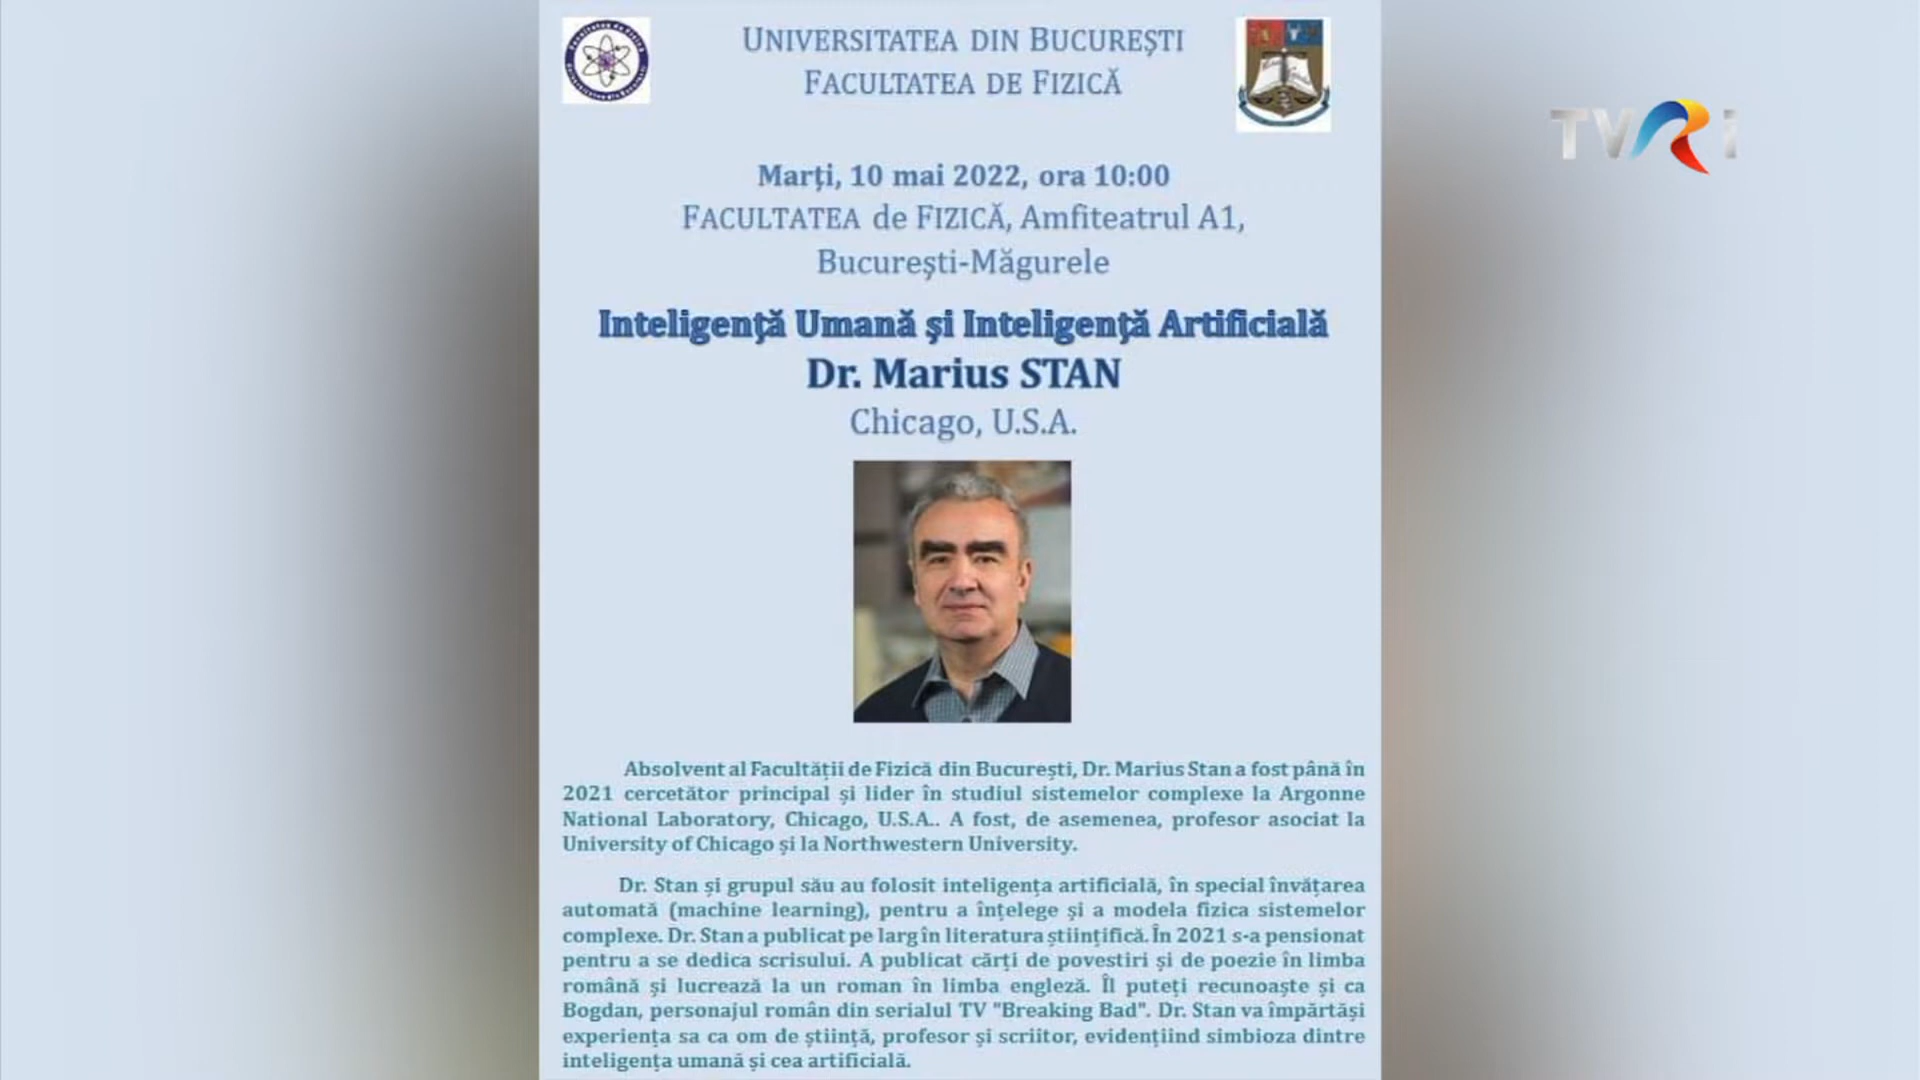 UNIVERSITATEA DIN BUCUREȘTI
FACULTATEA DE FIZICĂ
TVRi
Marți, 10 mai 2022, ora 10:00
FACULTATEA de FIZICĂ, Amfiteatrul A1,
București-Măgurele
Inteligență Umană și Inteligență Artificială
Dr. Marius STAN
Chicago, U.S.A.
Absolvent al Facultății de Fizică din București, Dr. Marius Stan a fost până în
2021 cercetător principal și lider în studiul sistemelor complexe la Argonne
National Laboratory, Chicago, U.S.A.. A fost, de asemenea, profesor asociat la
University of Chicago și la Northwestern University.
Dr. Stan și grupul său au folosit inteligența artificială, în special învățarea
automată (machine learning), pentru a înțelege și a modela fizica sistemelor
complexe. Dr. Stan a publicat pe larg în literatura științifică. În 2021 s-a pensionat
pentru a se dedica scrisului. A publicat cărți de povestiri și de poezie în limba
română și lucrează la un roman în limba engleză. Îl puteți recunoaște și ca
Bogdan, personajul român din serialul TV "Breaking Bad". Dr. Stan va împărtăși
experiența sa ca om de știință, profesor și scriitor, evidențiind simbioza dintre
inteligența umană și cea artificială.